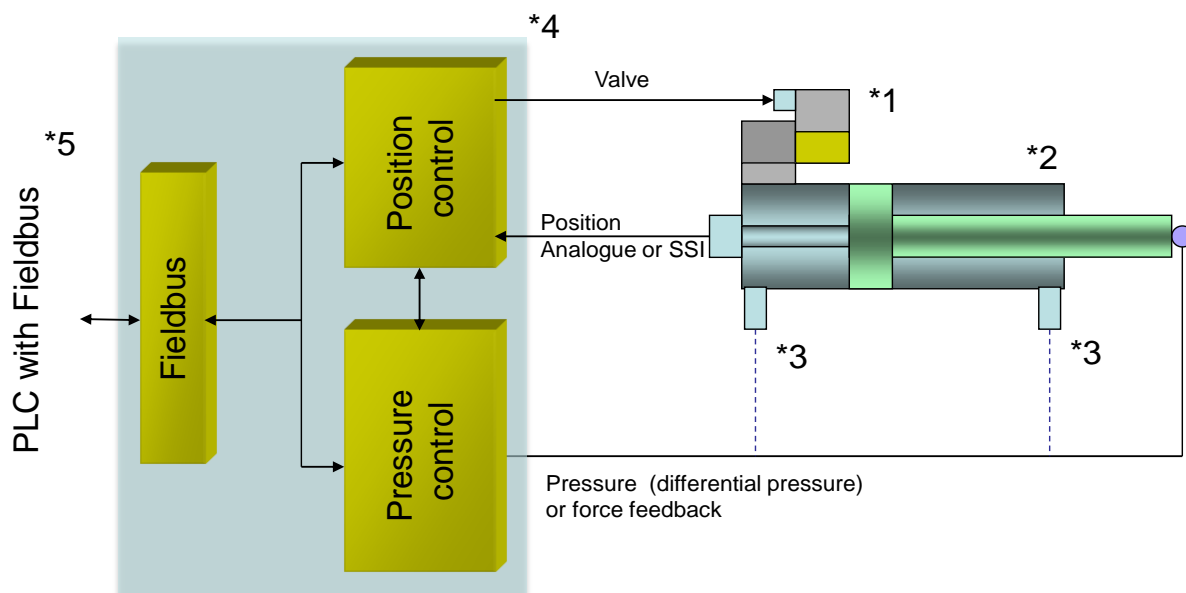 *4
Valve
*1
*5
*2
Position
control
Position
Analogue or SSI
PLC with Fieldbus
Fieldbus
*3
*3
Pressure
control
Pressure  (differential pressure)
or force feedback